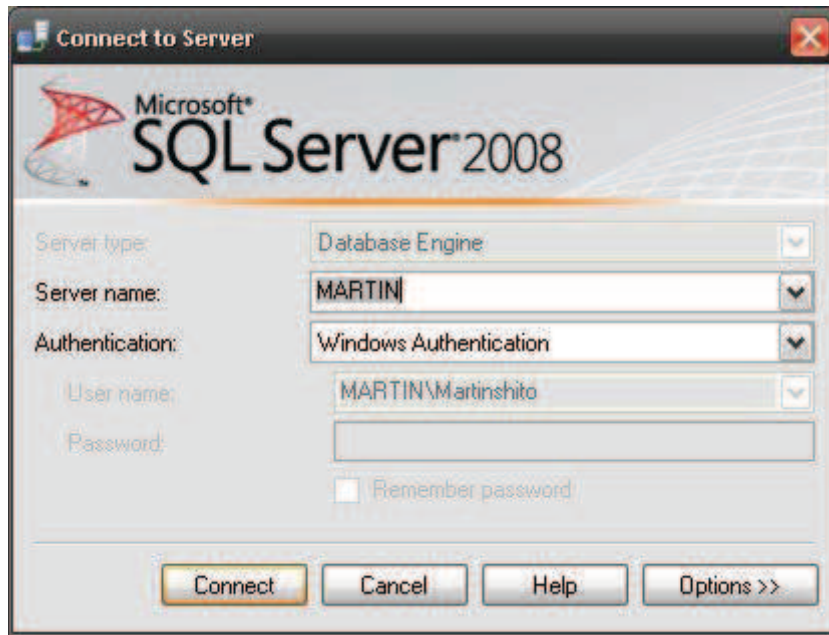 Connect to Server
Microsoft®
SQL Server® 2008
Server type: Database Engine
Server name: MARTIN
Authentication: Windows Authentication
User name: MARTIN\Martinshito
Password:
Remember password
Connect Cancel Help Options >>